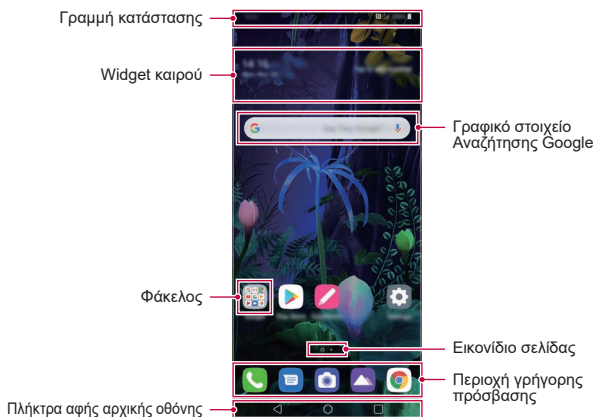 Γραμμή κατάστασης
Widget καιρού
Γραφικό στοιχείο
Αναζήτησης Google
Φάκελος
Εικονίδιο σελίδας
Περιοχή γρήγορης
πρόσβασης
Πλήκτρα αφής αρχικής οθόνης